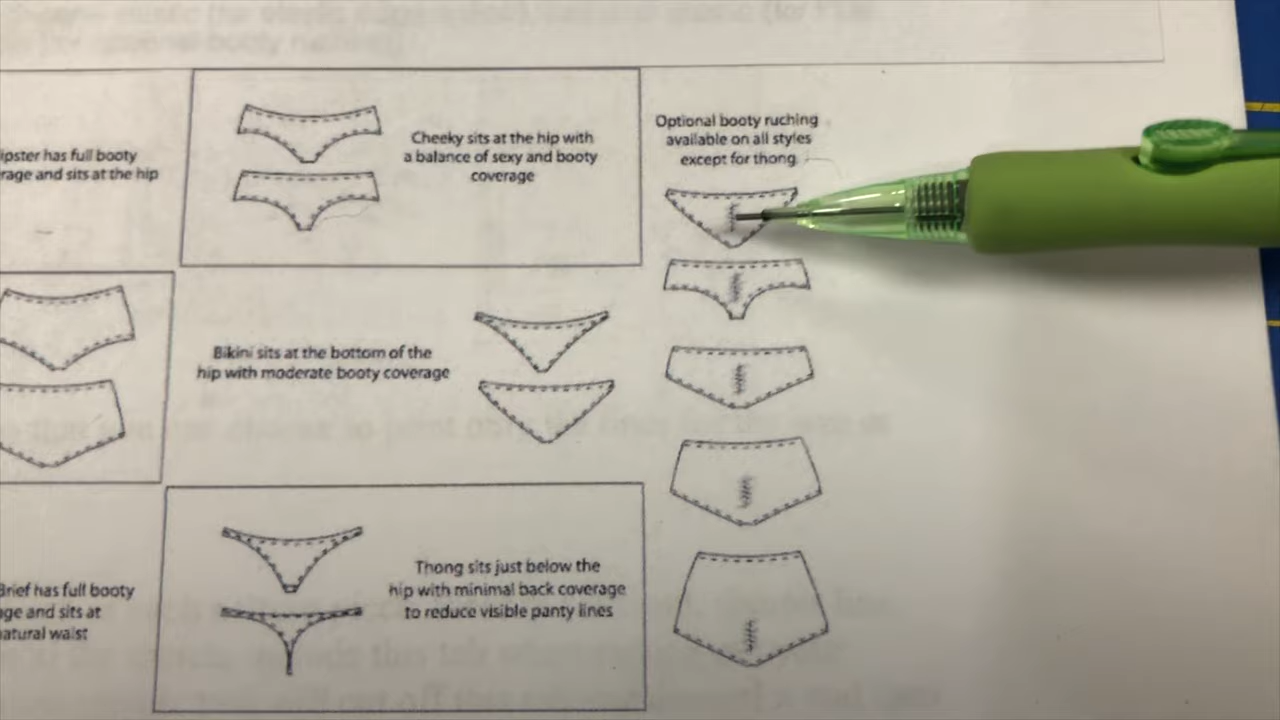 ipster has full booty
rage and sits at the hip
Cheeky sits at the hip with
a balance of sexy and booty
coverage
Optional booty ruching
available on all styles
except for thong
Bikini sits at the bottom of the
hip with moderate booty coverage
Brief has full booty
age and sits at
natural waist
Thong sits just below the
hip with minimal back coverage
to reduce visible panty lines